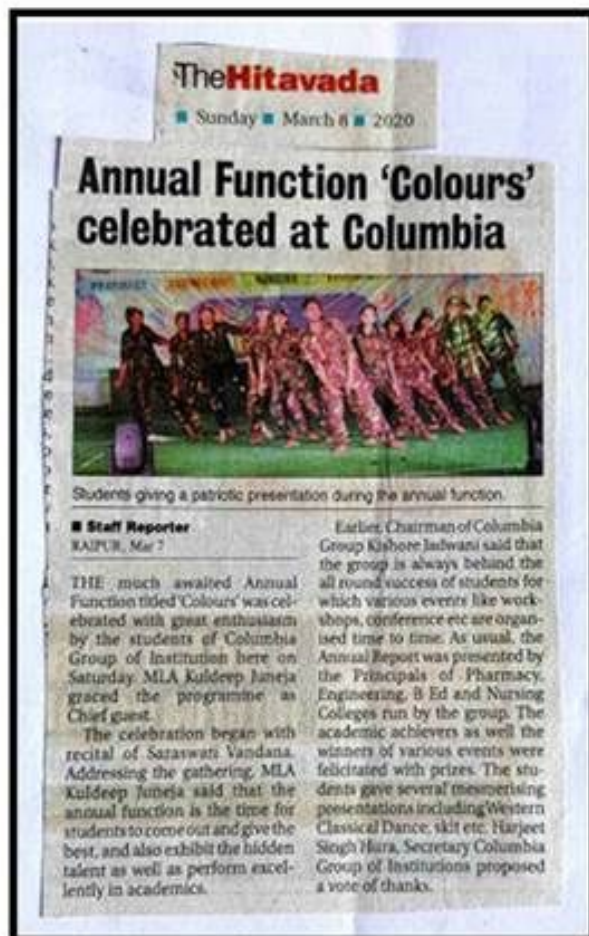 TheHitavada
■ Sunday ■ March 8 ■ 2020
Annual Function 'Colours'
celebrated at Columbia
Students giving a patriotic presentation during the annual function.
■ Staff Reporter
RAIPUR, Mar 7
THE much awaited Annual
Function titled 'Colours' was cel-
ebrated with great enthusiasm
by the students of Columbia
Group of Institution here on
Saturday. MLA Kuldeep Juneja
graced the programme as
Chief guest.
The celebration began with
recital of Saraswati Vandana.
Addressing the gathering, MLA
Kuldeep Juneja said that the
annual function is the time for
students to come out and give the
best, and also exhibit the hidden
talent as well as perform excel-
lently in academics.
Earlier, Chairman of Columbia
Group Kishore Jadwani said that
the group is always behind the
all round success of students for
which various events like work-
shops, conference etc are organ-
ised time to time. As usual, the
Annual Report was presented by
the Principals of Pharmacy,
Engineering, B Ed and Nursing
Colleges run by the group. The
academic achievers as well the
winners of various events were
felicitated with prizes. The stu-
dents gave several mesmerising
presentations including Western
Classical Dance, skit etc. Harjeet
Singh Hura, Secretary Columbia
Group of Institutions proposed
a vote of thanks.